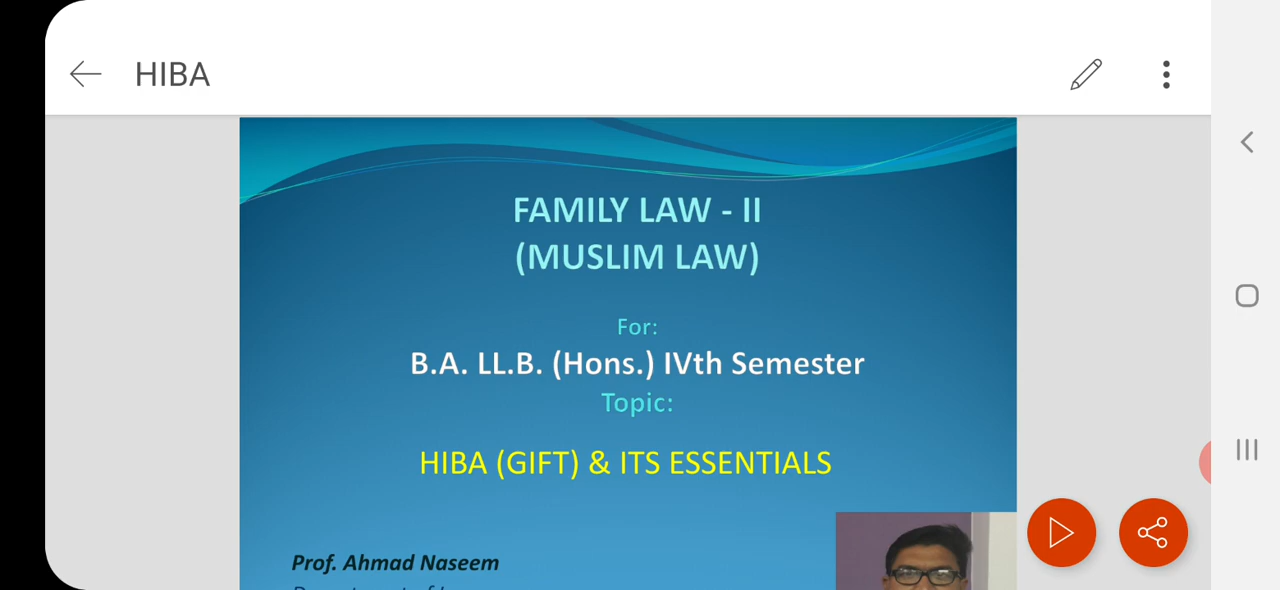 HIBA
FAMILY LAW - II
(MUSLIM LAW)
For:
B.A. LL.B. (Hons.) IVth Semester
Topic:
HIBA (GIFT) & ITS ESSENTIALS
Prof. Ahmad Naseem